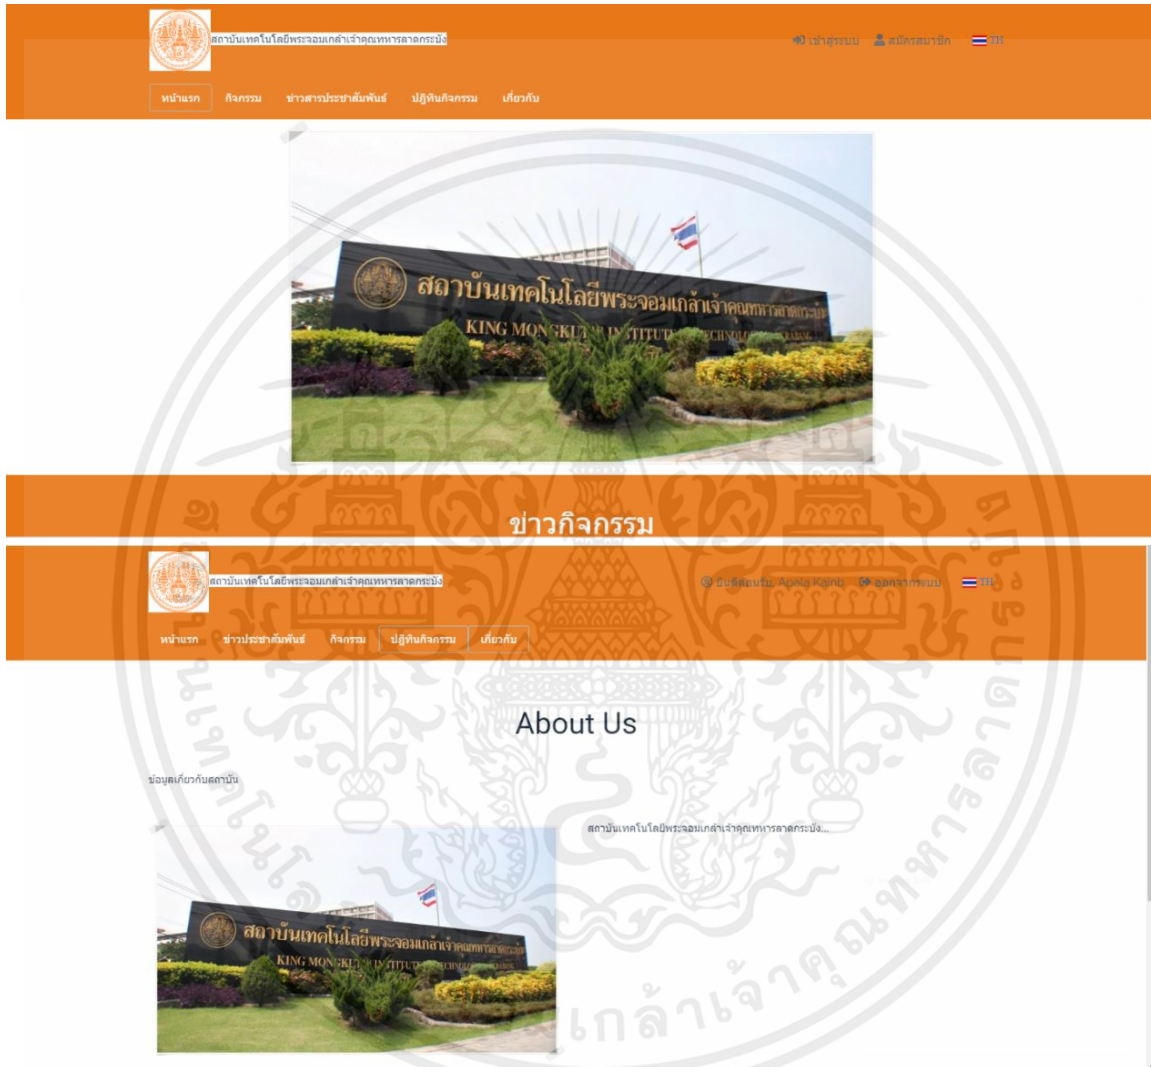 สถาบันเทคโนโลยีพระจอมเกล้าเจ้าคุณทหารลาดกระบัง
เข้าสู่ระบบ สมัครสมาชิก TH
หน้าแรก กิจกรรม ข่าวสารประชาสัมพันธ์ ปฏิทินกิจกรรม เกี่ยวกับ
สถาบันเทคโนโลยีพระจอมเกล้าเจ้าคุณทหารลาดกระบัง
KING MONGKUT'S INSTITUTE TECHNOLOGY
ข่าวกิจกรรม
สถาบันเทคโนโลยีพระจอมเกล้าเจ้าคุณทหารลาดกระบัง
ยินดีต้อนรับ, Apala Kainb ออกจากระบบ TH
หน้าแรก ข่าวประชาสัมพันธ์ กิจกรรม ปฏิทินกิจกรรม เกี่ยวกับ
About Us
ข้อมูลเกี่ยวกับสถาบัน
สถาบันเทคโนโลยีพระจอมเกล้าเจ้าคุณทหารลาดกระบัง...
สถาบันเทคโนโลยีพระจอมเกล้าเจ้าคุณทหารลาดกระบัง
KING MONGKUT'S INSTITUTE